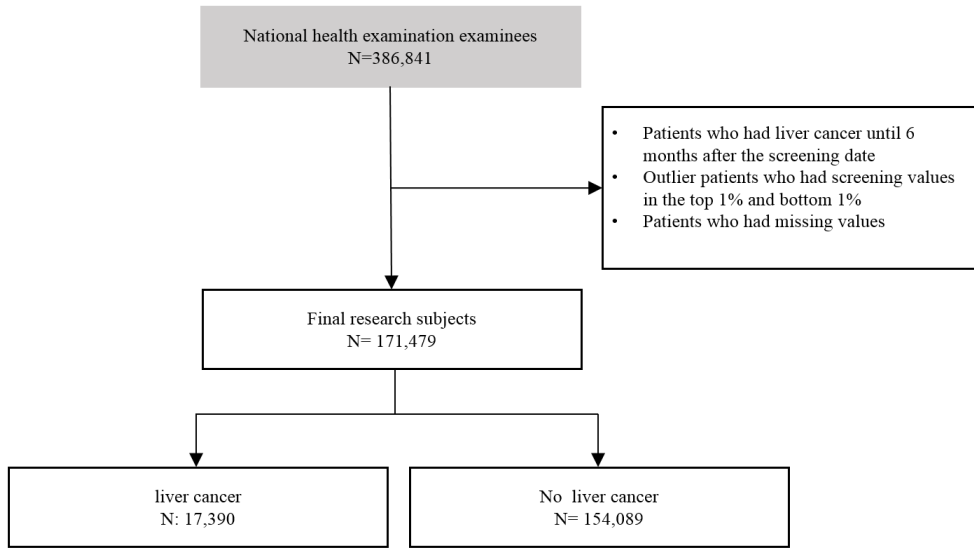 National health examination examinees
N=386,841
• Patients who had liver cancer until 6
months after the screening date
• Outlier patients who had screening values
in the top 1% and bottom 1%
• Patients who had missing values
Final research subjects
N= 171,479
liver cancer
N: 17,390
No liver cancer
N= 154,089